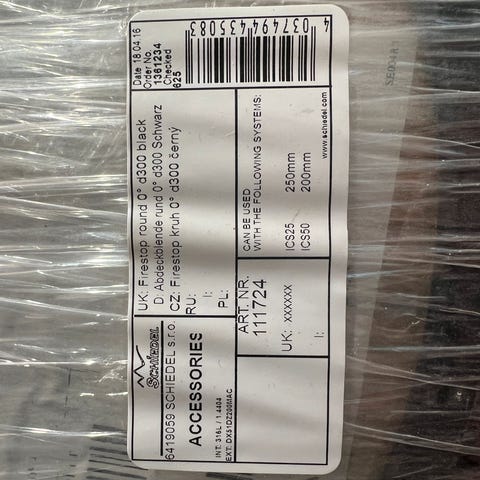 SCHIEDEL
6419059 SCHIEDEL s.r.o.
ACCESSORIES
INT: 316L / 1.4404
EXT: DX51DZ200MAC
UK: Firestop round 0° d300 black
D: Abdeckblende rund 0° d300 Schwarz
CZ: Firestop Kruh 0° d300 černý
RU:
I:
PL:
Date 18.04.16
Order No.
1361234
Checked
625
4 037494 435083
ART. NR.
111724
UK: xxxxxx
I:
CAN BE USED
WITH THE FOLLOWING SYSTEMS:
ICS25 250mm
ICS50 200mm
www.schiedel.com